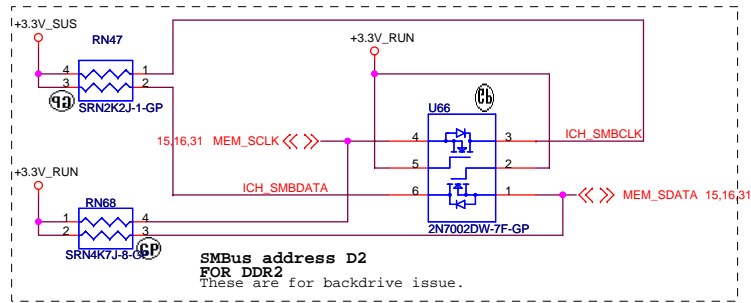 +3.3V_SUS
RN47
4 1
3 2
SRN2K2J-1-GP
+3.3V_RUN
U66
15,16,31 MEM_SCLK
4 3 ICH_SMBCLK
5 2
ICH_SMBDATA 6 1
MEM_SDATA 15,16,31
2N7002DW-7F-GP
+3.3V_RUN
RN68
1 4
2 3
SRN4K7J-8-GP
SMBus address D2
FOR DDR2
These are for backdrive issue.